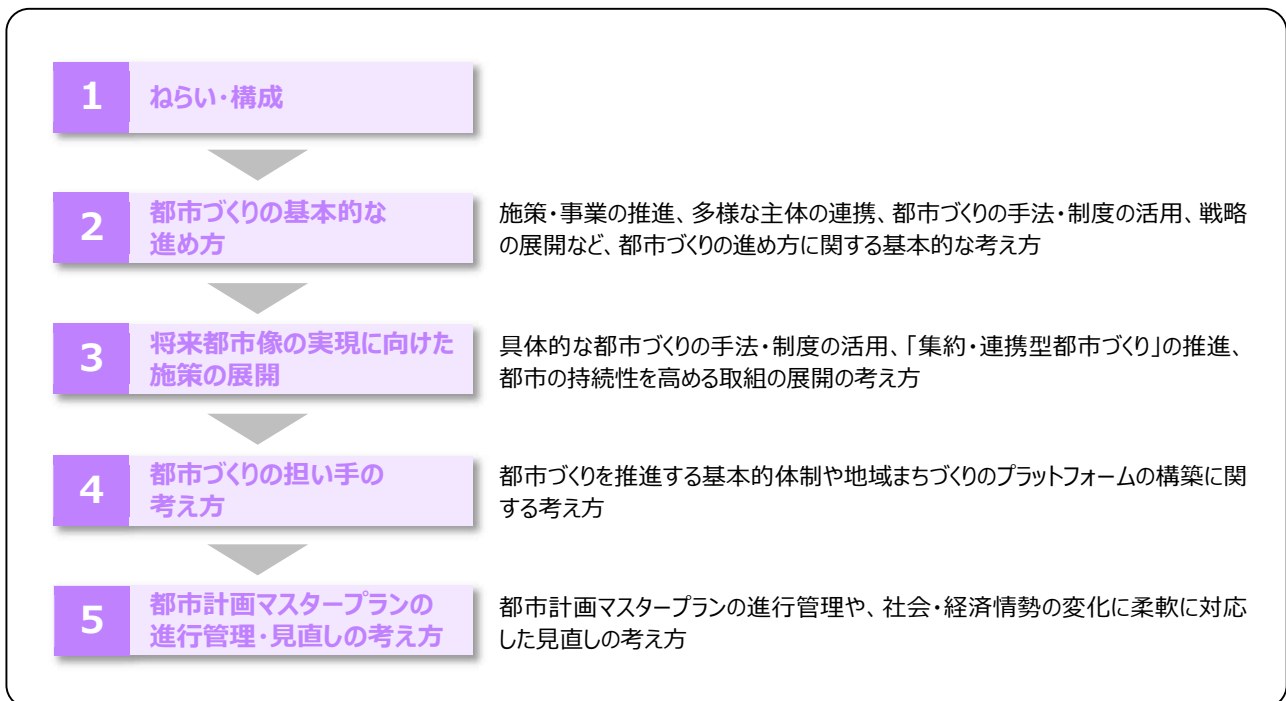 1
ねらい・構成
2
都市づくりの基本的な
進め方
施策・事業の推進、多様な主体の連携、都市づくりの手法・制度の活用、戦略
の展開など、都市づくりの進め方に関する基本的な考え方
3
将来都市像の実現に向けた
施策の展開
具体的な都市づくりの手法・制度の活用、「集約・連携型都市づくり」の推進、
都市の持続性を高める取組の展開の考え方
4
都市づくりの担い手の
考え方
都市づくりを推進する基本的体制や地域まちづくりのプラットフォームの構築に関
する考え方
5
都市計画マスタープランの
進行管理・見直しの考え方
都市計画マスタープランの進行管理や、社会・経済情勢の変化に柔軟に対応
した見直しの考え方